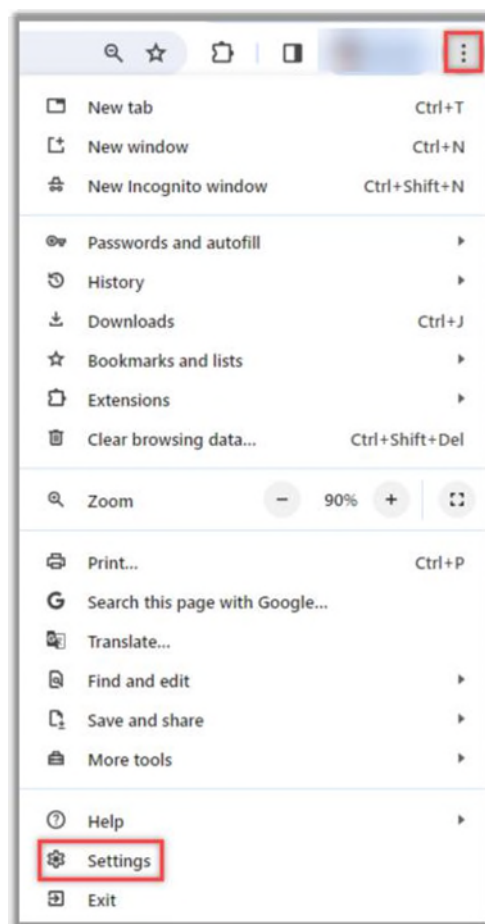 New tab Ctrl+T
New window Ctrl+N
New Incognito window Ctrl+Shift+N
Passwords and autofill
History
Downloads Ctrl+J
Bookmarks and lists
Extensions
Clear browsing data... Ctrl+Shift+Del
Zoom − 90% +
Print... Ctrl+P
Search this page with Google...
Translate...
Find and edit
Save and share
More tools
Help
Settings
Exit